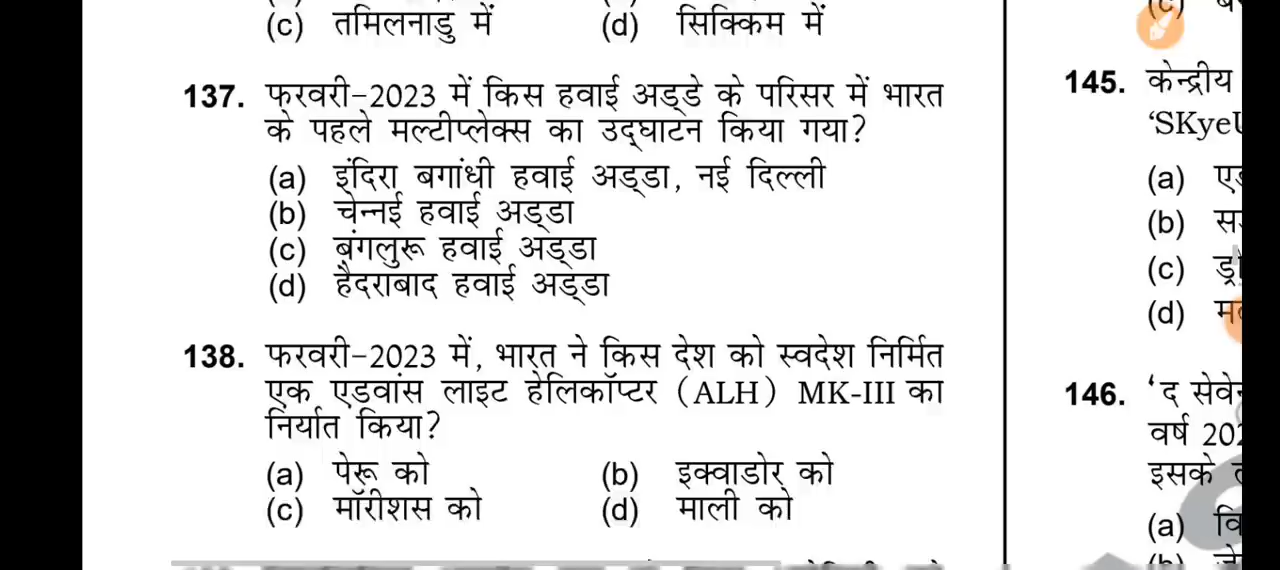 (c) तमिलनाडु में (d) सिक्किम में
137. फरवरी-2023 में किस हवाई अड्डे के परिसर में भारत
के पहले मल्टीप्लेक्स का उद्घाटन किया गया?
(a) इंदिरा बगांधी हवाई अड्डा, नई दिल्ली
(b) चेन्नई हवाई अड्डा
(c) बंगलुरू हवाई अड्डा
(d) हैदराबाद हवाई अड्डा
138. फरवरी-2023 में, भारत ने किस देश को स्वदेश निर्मित
एक एडवांस लाइट हेलिकॉप्टर (ALH) MK-III का
निर्यात किया?
(a) पेरू को (b) इक्वाडोर को
(c) मॉरीशस को (d) माली को
(c)
145. केन्द्रीय
‘SKyeU
(a)
(b)
(c)
(d)
146. ‘द
वर्ष 202
इसके
(a)
(b)